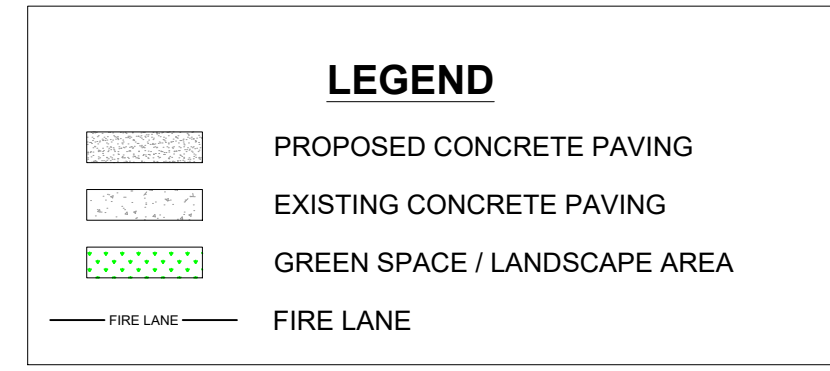 LEGEND
PROPOSED CONCRETE PAVING
EXISTING CONCRETE PAVING
GREEN SPACE / LANDSCAPE AREA
FIRE LANE FIRE LANE